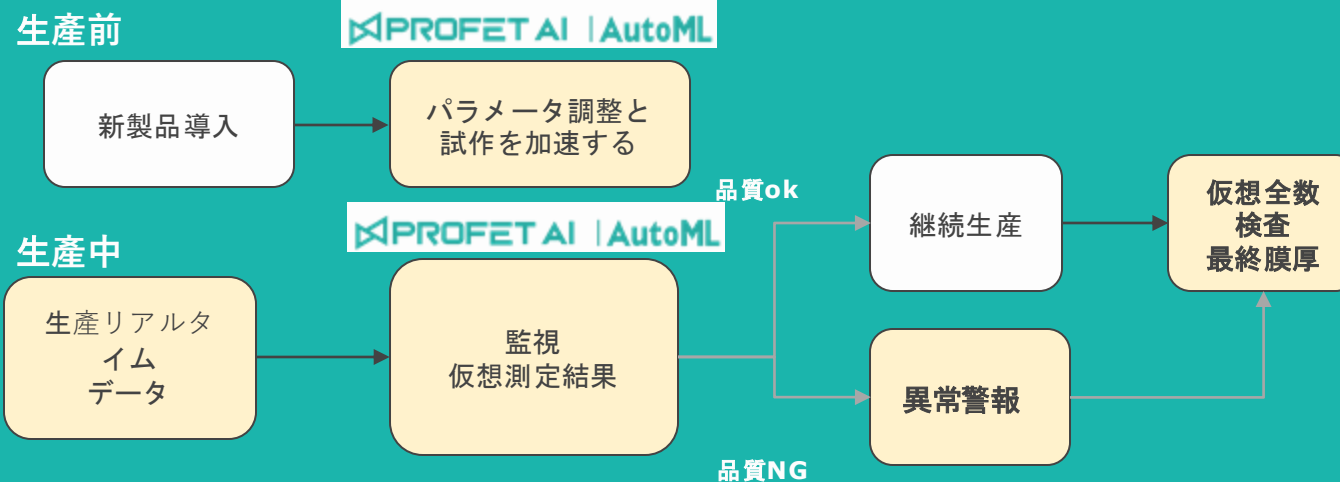 生產前
PROFET AI | AutoML
新製品導入
パラメータ調整と
試作を加速する
品質ok
継続生産
仮想全数
検査
最終膜厚
生產中
PROFET AI | AutoML
生產リアルタ
イム
データ
監視
仮想測定結果
異常警報
品質NG